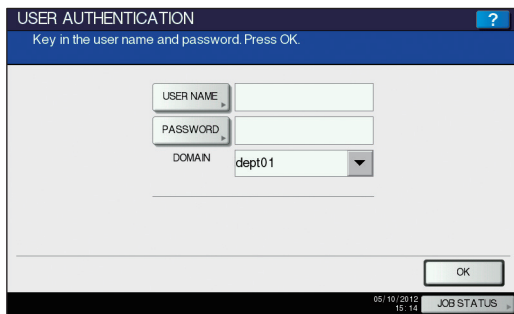 USER AUTHENTICATION
?
Key in the user name and password. Press OK.
USER NAME
PASSWORD
DOMAIN
dept01
OK
05/10/2012
15:14
JOB STATUS